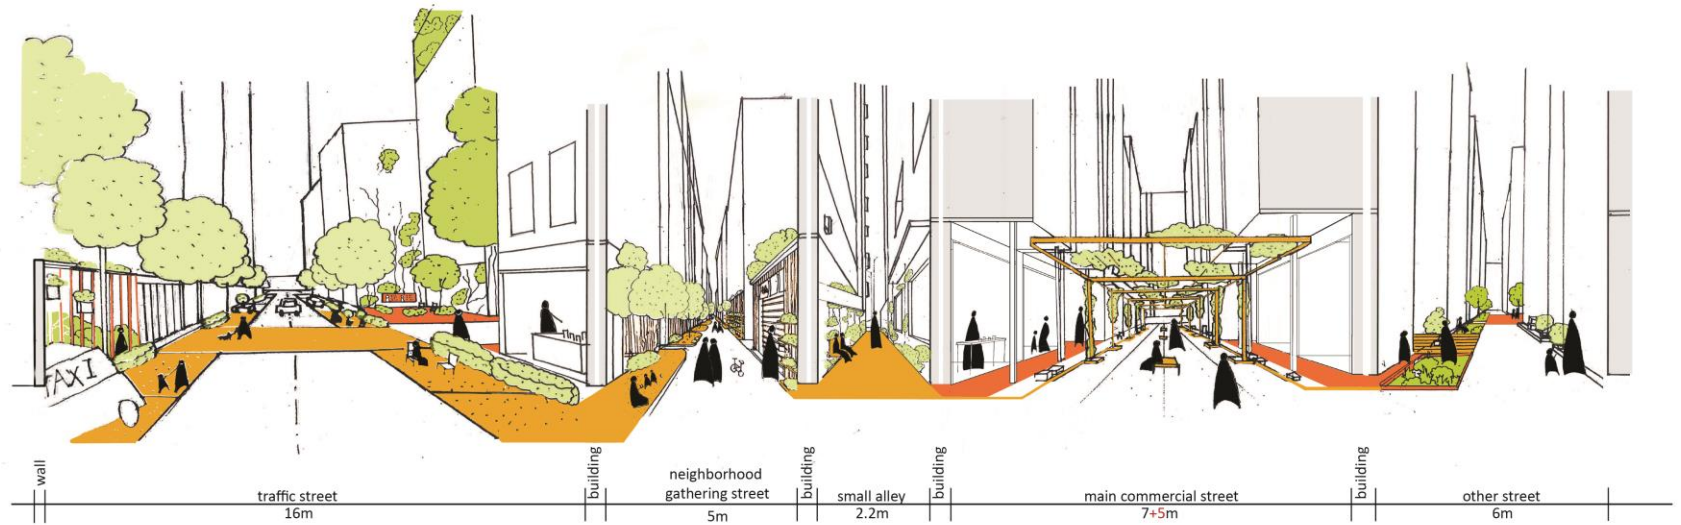 TAXI
wall
traffic street
16m
building
neighborhood
gathering street
5m
building
small alley
2.2m
building
main commercial street
7+5m
building
other street
6m